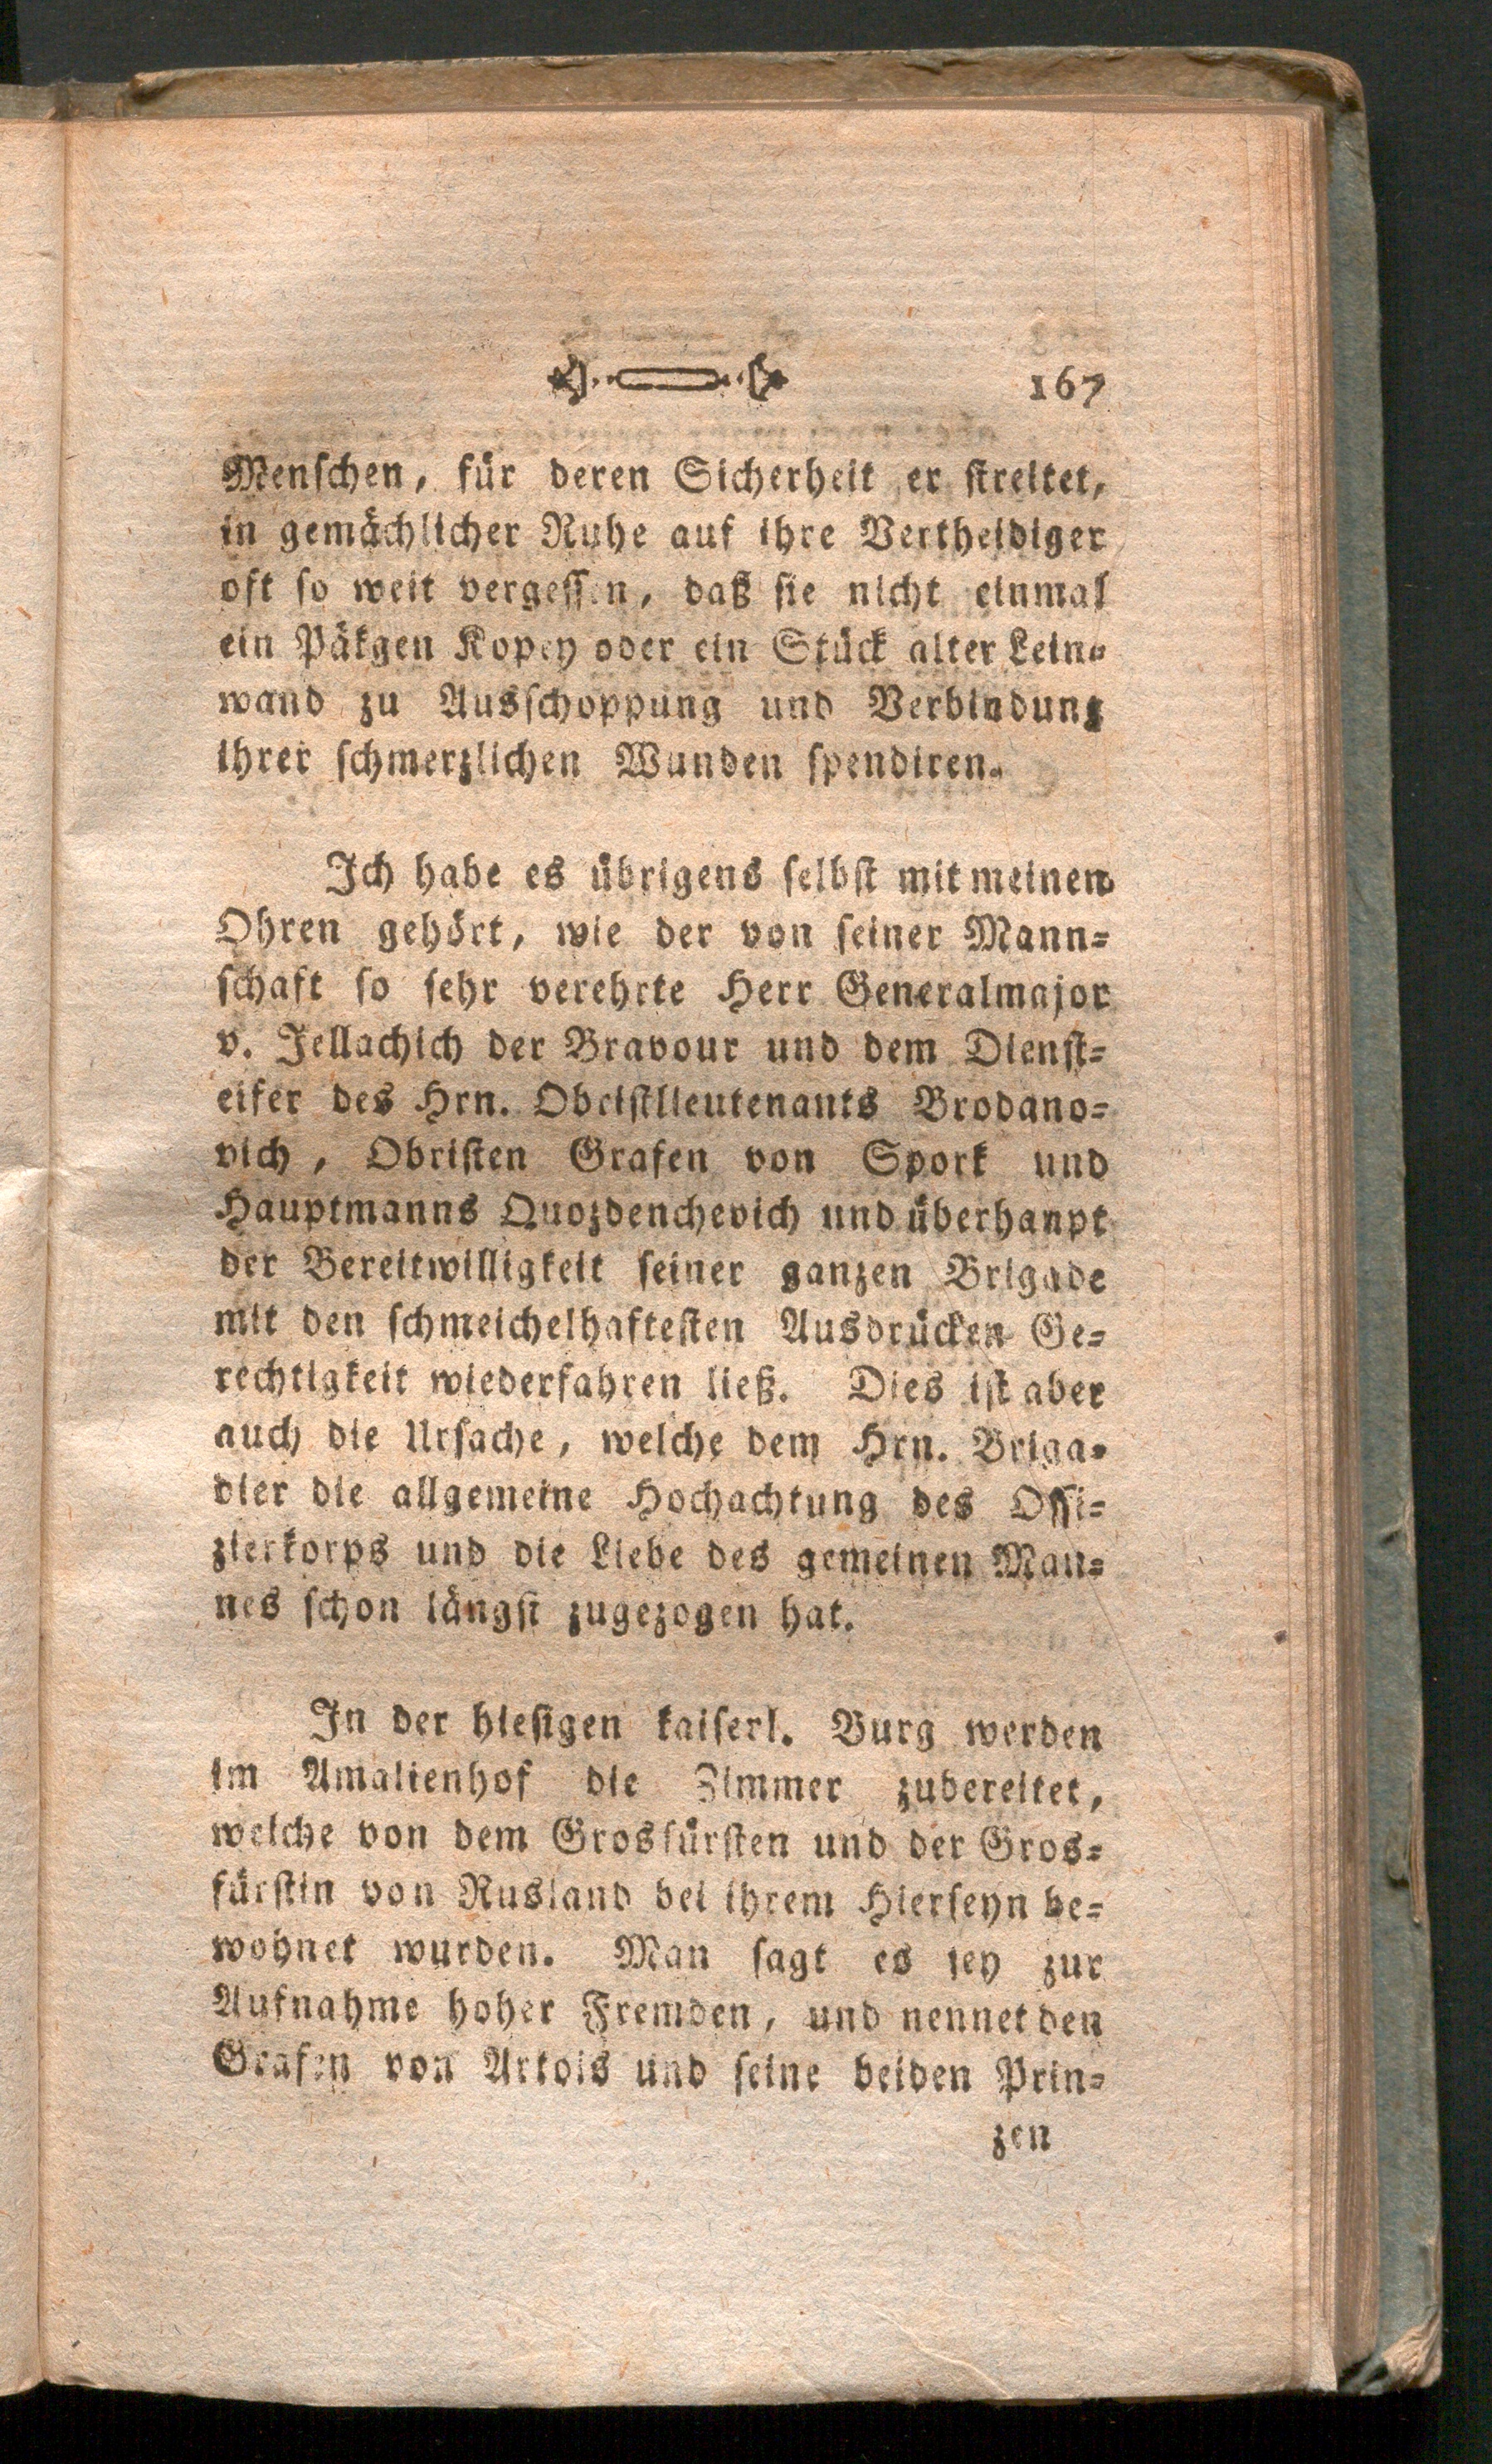 167
Menschen, für deren Sicherheit er streitet,
in gemächlicher Ruhe auf ihre Vertheidiger
oft so weit vergessen, daß sie nicht einmal
ein Päkgen Kopey oder ein Stück alter Lein-
wand zu Ausschoppung und Verbindung
ihrer schmerzlichen Wunden spendiren.
Ich habe es übrigens selbst mit meinen
Ohren gehört, wie der von seiner Mann-
schaft so sehr verehrte Herr Generalmajor
v. Jellachich der Bravour und dem Dienst-
eifer des Hrn. Obristlieutenants Brodano-
vich, Obristen Grafen von Spork und
Hauptmanns Quozdenchevich und überhanpt
der Bereitwilligkeit seiner ganzen Brigade
mit den schmeichelhaftesten Ausdrücken Ge-
rechtigkeit wiederfahren ließ. Dies ist aber
auch die Ursache, welche dem Hrn. Briga-
dier die allgemeine Hochachtung des Offi-
zierkorps und die Liebe des gemeinen Man-
nes schon längst zugezogen hat.
In der hiesigen kaiserl. Burg werden
im Amalienhof die Zimmer zubereitet,
welche von dem Grosfürsten und der Gros-
fürstin von Rusland bei ihrem Hierseyn be-
wohnet wurden. Man sagt es sey zur
Aufnahme hoher Fremden, und nennet den
Grafen von Artois und seine beiden Prin-
zen